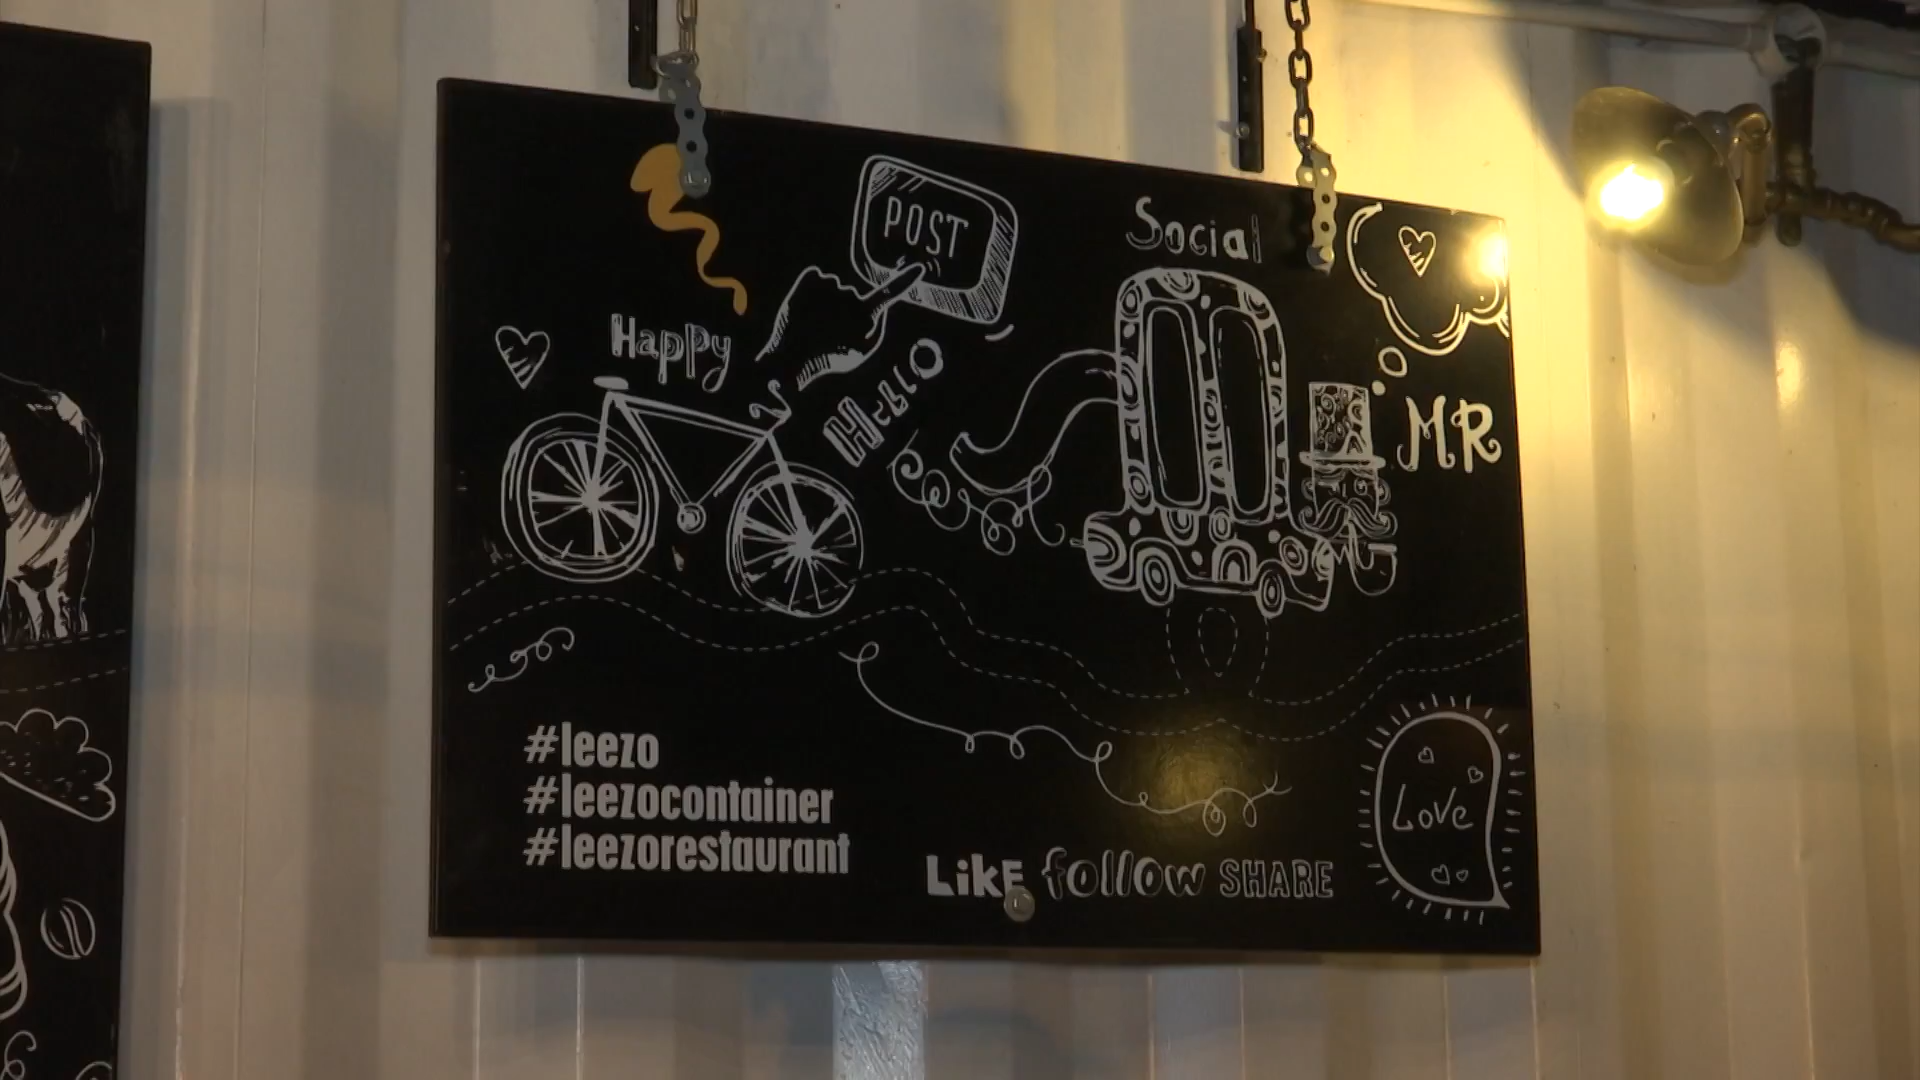 POST
Social
Happy
Hello
MR
#leezo
#leezocontainer
#leezorestaurant
Like follow SHARE
Love